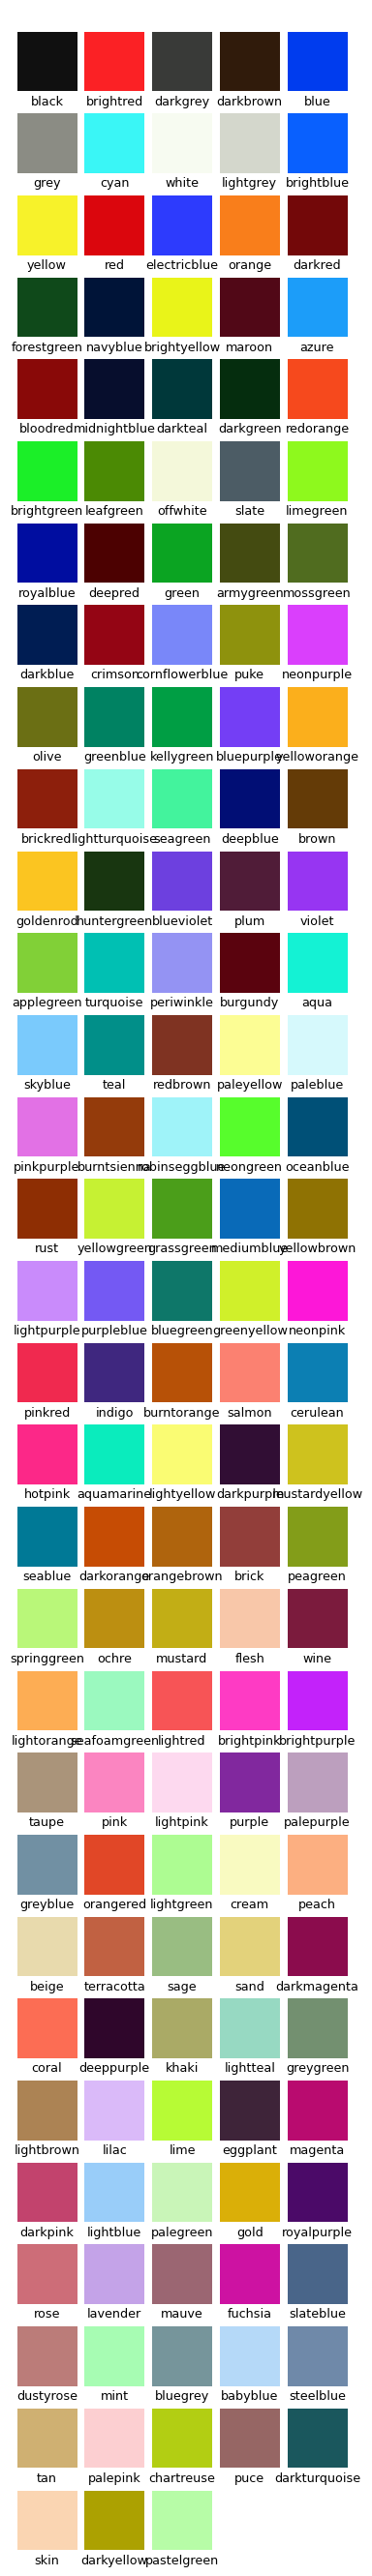 black brightred darkgrey darkbrown blue
grey cyan white lightgrey brightblue
yellow red electricblue orange darkred
forestgreen navyblue brightyellow maroon azure
bloodred midnightblue darkteal darkgreen redorange
brightgreen leafgreen offwhite slate limegreen
royalblue deepred green armygreen mossgreen
darkblue crimson cornflowerblue puke neonpurple
olive greenblue kellygreen bluepurple yelloworange
brickred lightturquoise seagreen deepblue brown
goldenrod huntergreen blueviolet plum violet
applegreen turquoise periwinkle burgundy aqua
skyblue teal redbrown paleyellow paleblue
pinkpurple burntsienna robinseggblue neongreen oceanblue
rust yellowgreen grassgreen mediumblue yellowbrown
lightpurple purpleblue bluegreen greenyellow neonpink
pinkred indigo burntorange salmon cerulean
hotpink aquamarine lightyellow darkpurple mustardyellow
seablue darkorange orangebrown brick peagreen
springgreen ochre mustard flesh wine
lightorange seafoamgreen lightred brightpink brightpurple
taupe pink lightpink purple palepurple
greyblue orangered lightgreen cream peach
beige terracotta sage sand darkmagenta
coral deeppurple khaki lightteal greygreen
lightbrown lilac lime eggplant magenta
darkpink lightblue palegreen gold royalpurple
rose lavender mauve fuchsia slateblue
dustyrose mint bluegrey babyblue steelblue
tan palepink chartreuse puce darkturquoise
skin darkyellow pastelgreen